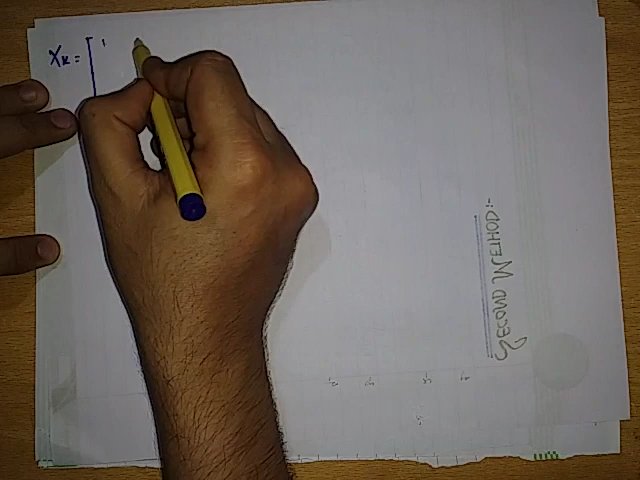 Xk = [ 1
SECOND METHOD:-